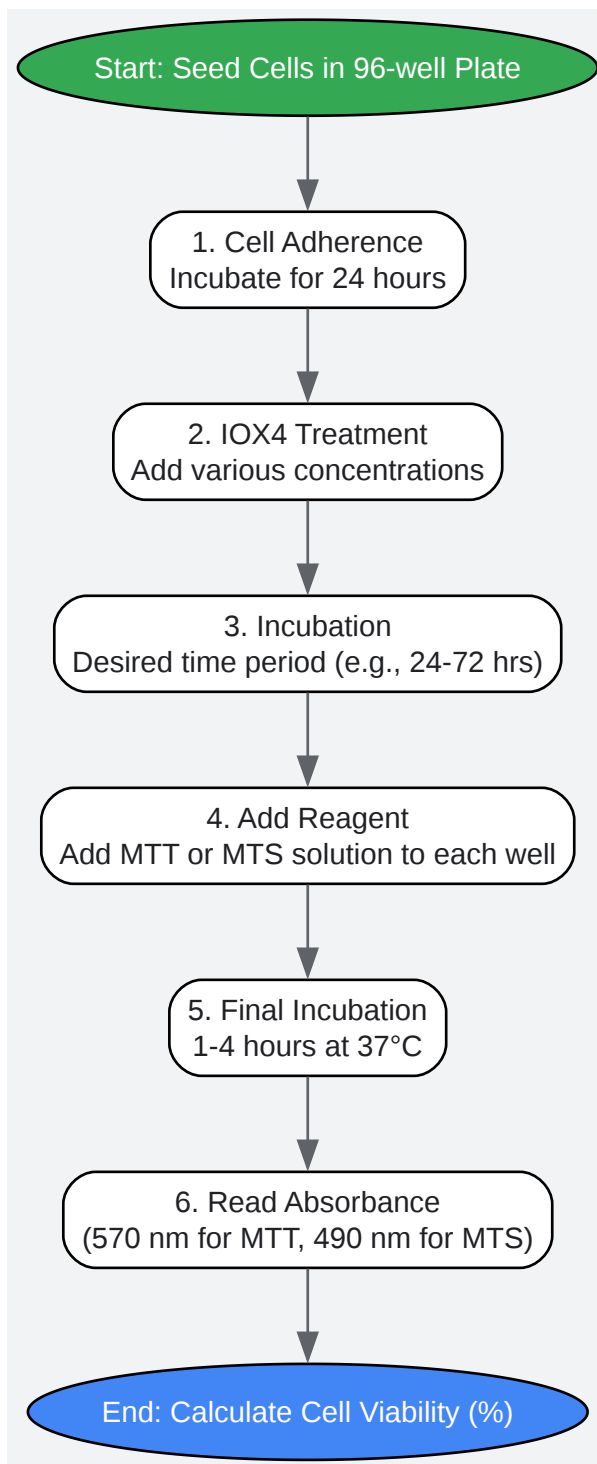 Start: Seed Cells in 96-well Plate
1. Cell Adherence
Incubate for 24 hours
2. IOX4 Treatment
Add various concentrations
3. Incubation
Desired time period (e.g., 24-72 hrs)
4. Add Reagent
Add MTT or MTS solution to each well
5. Final Incubation
1-4 hours at 37°C
6. Read Absorbance
(570 nm for MTT, 490 nm for MTS)
End: Calculate Cell Viability (%)